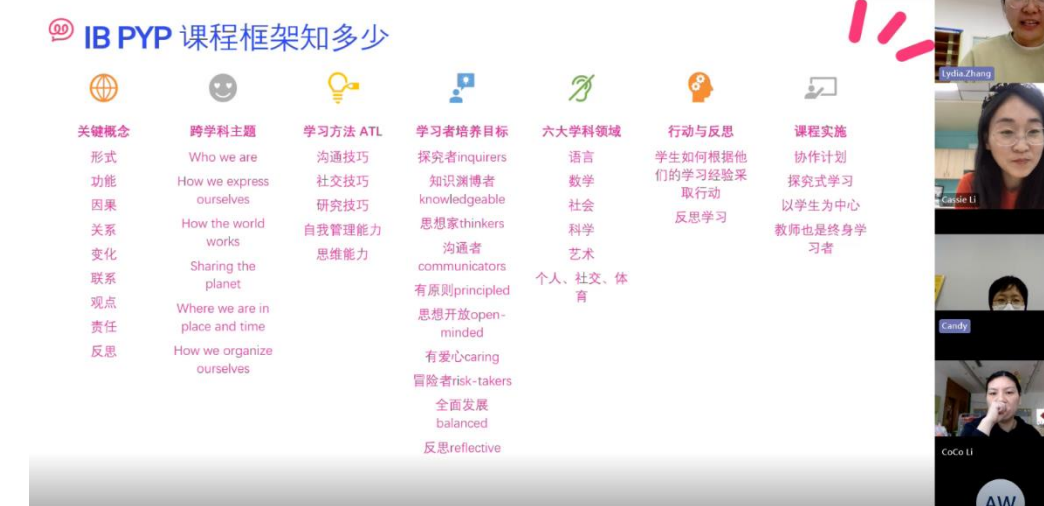 IB PYP 课程框架知多少
关键概念
形式
功能
因果
关系
变化
联系
观点
责任
反思
跨学科主题
Who we are
How we express
ourselves
How the world
works
Sharing the
planet
Where we are in
place and time
How we organize
ourselves
学习方法 ATL
沟通技巧
社交技巧
研究技巧
自我管理能力
思维能力
学习者培养目标
探究者inquirers
知识渊博者
knowledgeable
思想家thinkers
沟通者
communicators
有原则principled
思想开放open-
minded
有爱心caring
冒险者risk-takers
全面发展
balanced
反思reflective
六大学科领域
语言
数学
社会
科学
艺术
个人、社交、体
育
行动与反思
学生如何根据他
们的学习经验采
取行动
反思学习
课程实施
协作计划
探究式学习
以学生为中心
教师也是终身学
习者
Lydia.Zhang
Cassie Li
Candy
CoCo Li
AW